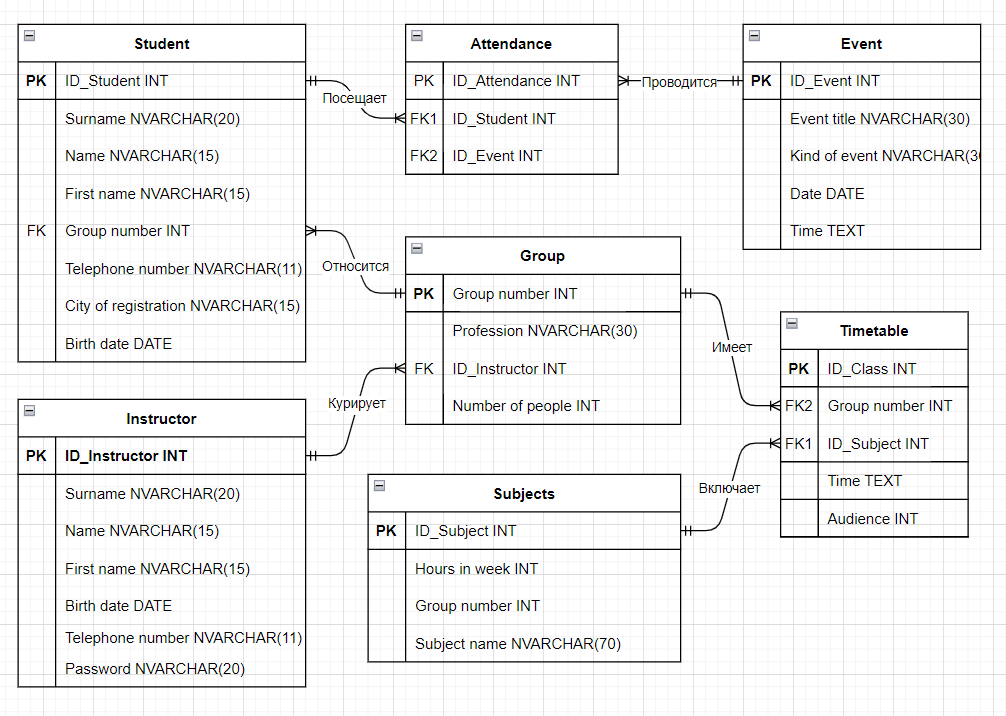 Student
PK ID_Student INT
Surname NVARCHAR(20)
Name NVARCHAR(15)
First name NVARCHAR(15)
FK Group number INT
Telephone number NVARCHAR(11)
City of registration NVARCHAR(15)
Birth date DATE
Посещает
Attendance
PK ID_Attendance INT
FK1 ID_Student INT
FK2 ID_Event INT
Проводится
Event
PK ID_Event INT
Event title NVARCHAR(30)
Kind of event NVARCHAR(30
Date DATE
Time TEXT
Относится
Group
PK Group number INT
Profession NVARCHAR(30)
FK ID_Instructor INT
Number of people INT
Имеет
Timetable
PK ID_Class INT
FK2 Group number INT
FK1 ID_Subject INT
Time TEXT
Audience INT
Курирует
Instructor
PK ID_Instructor INT
Surname NVARCHAR(20)
Name NVARCHAR(15)
First name NVARCHAR(15)
Birth date DATE
Telephone number NVARCHAR(11)
Password NVARCHAR(20)
Включает
Subjects
PK ID_Subject INT
Hours in week INT
Group number INT
Subject name NVARCHAR(70)